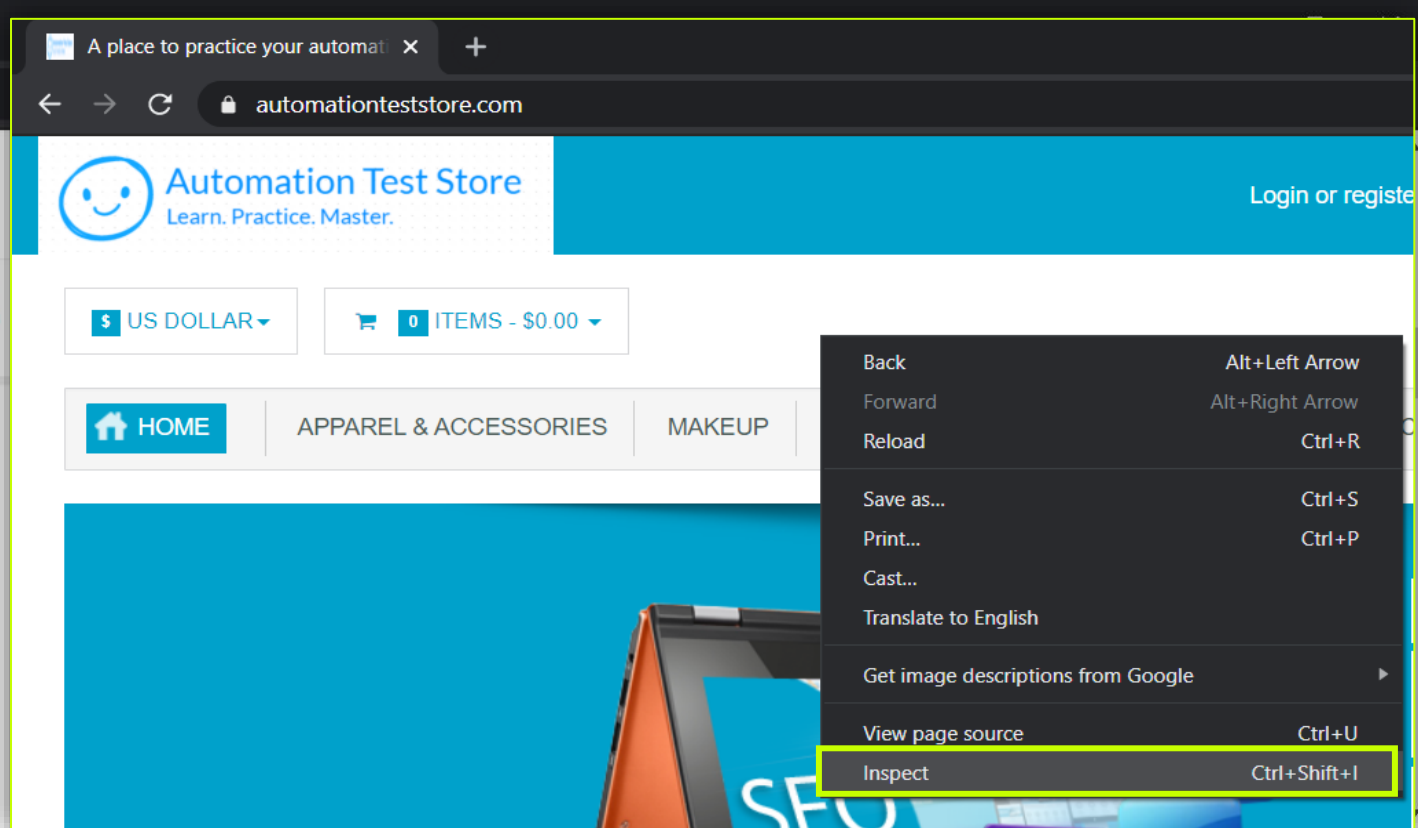 A place to practice your automati
automationteststore.com
Automation Test Store
Learn. Practice. Master.
Login or registe
$ US DOLLAR
0 ITEMS - $0.00
HOME
APPAREL & ACCESSORIES
MAKEUP
Back Alt+Left Arrow
Forward Alt+Right Arrow
Reload Ctrl+R
Save as... Ctrl+S
Print... Ctrl+P
Cast...
Translate to English
Get image descriptions from Google
View page source Ctrl+U
Inspect Ctrl+Shift+I
SEO